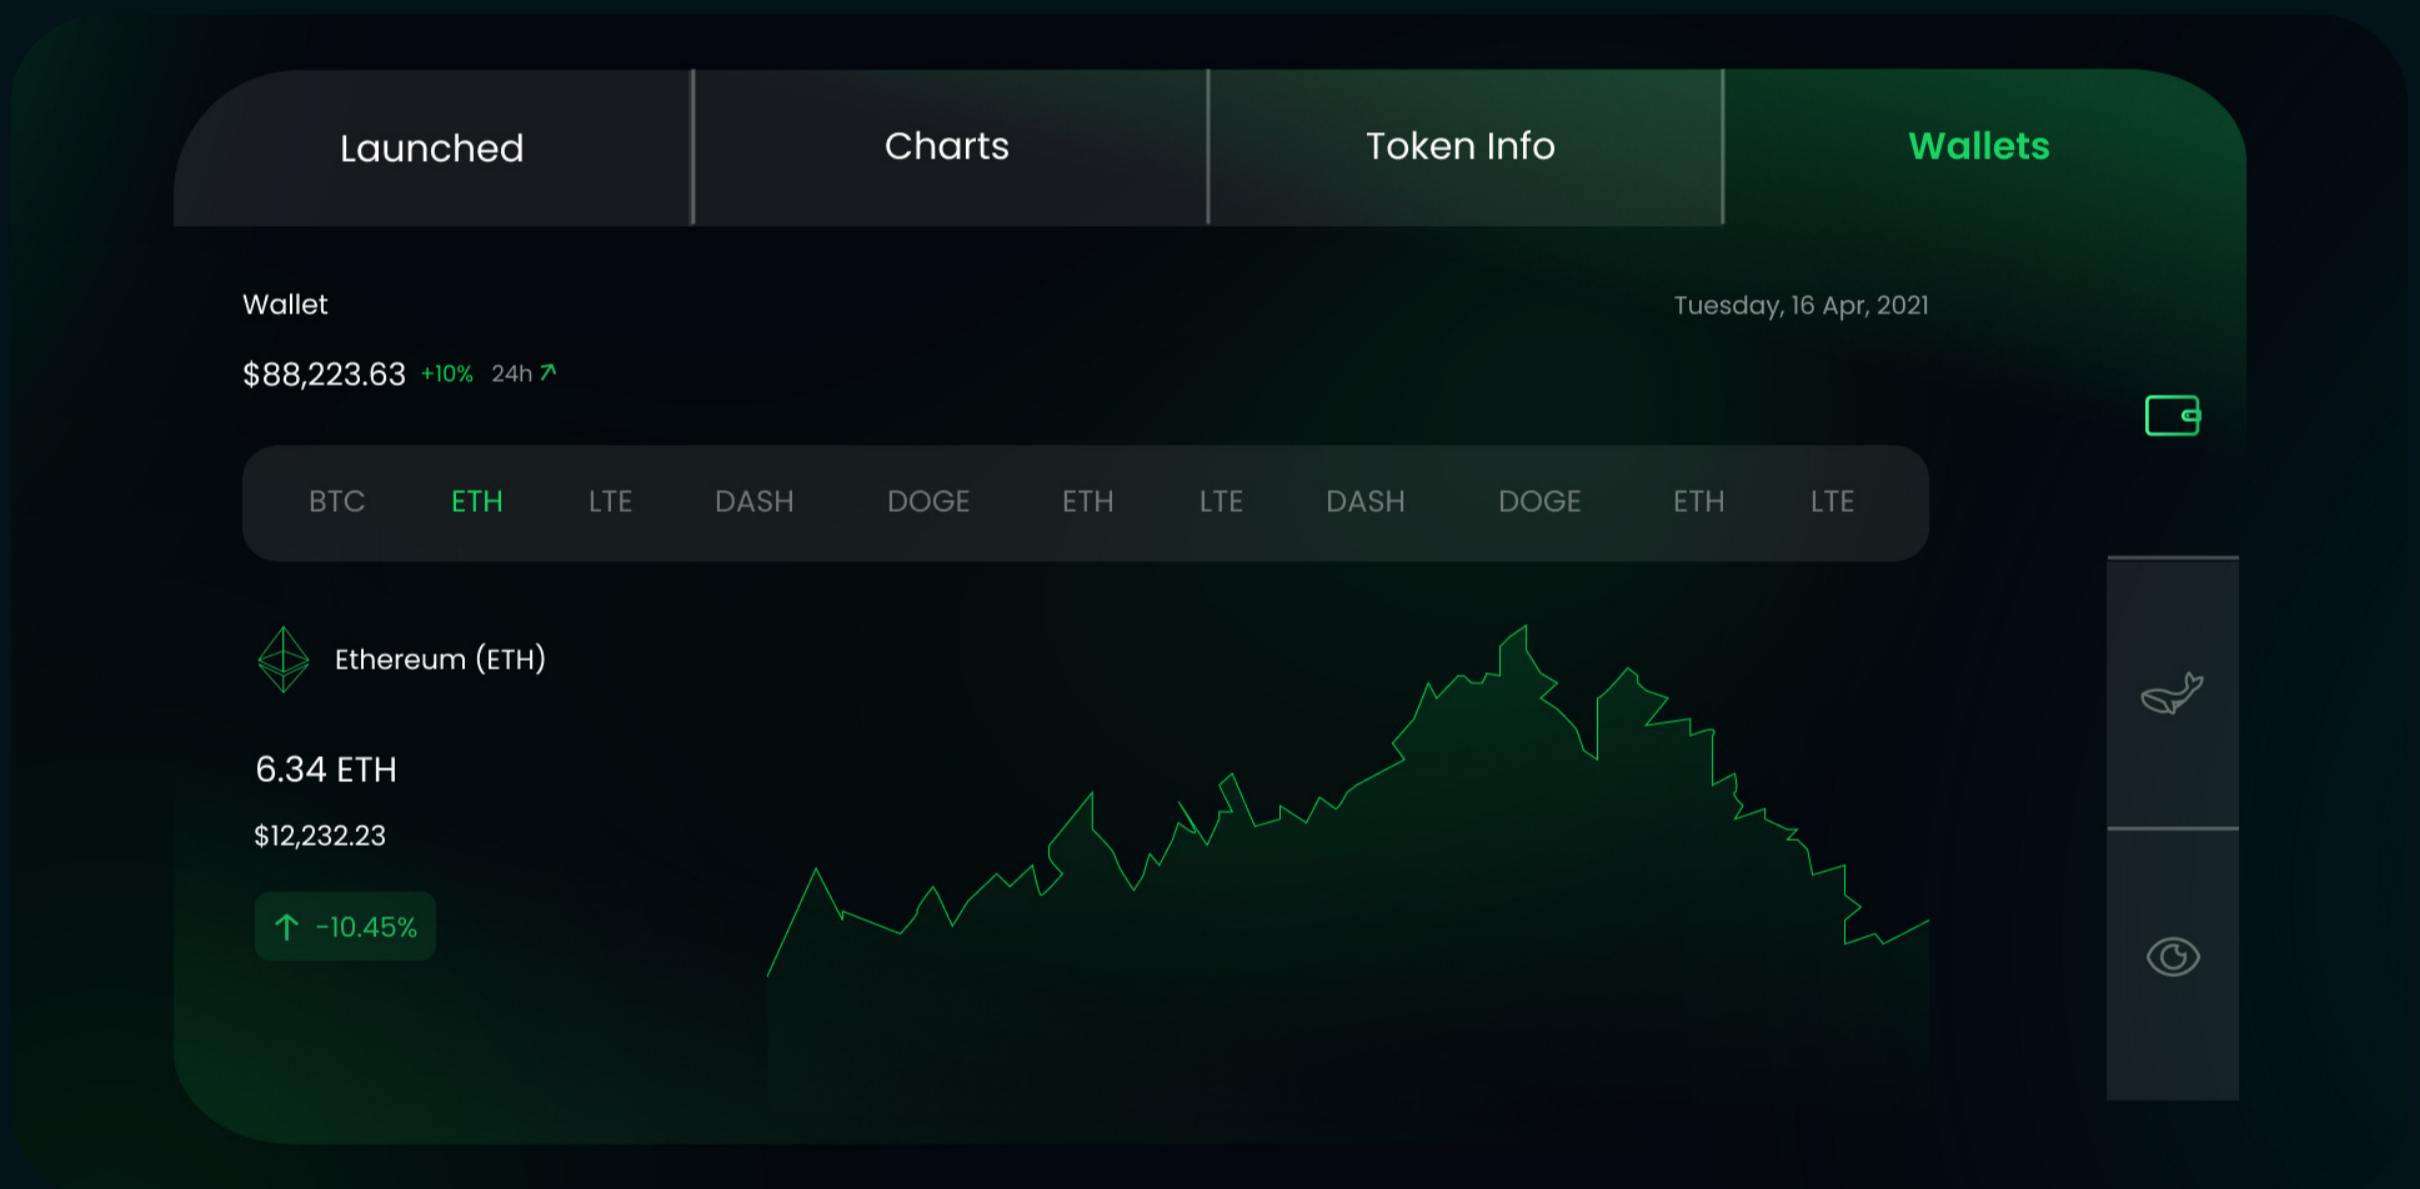 Launched Charts Token Info Wallets
Wallet Tuesday, 16 Apr, 2021
$88,223.63 +10% 24h
BTC ETH LTE DASH DOGE ETH LTE DASH DOGE ETH LTE
Ethereum (ETH)
6.34 ETH
$12,232.23
-10.45%